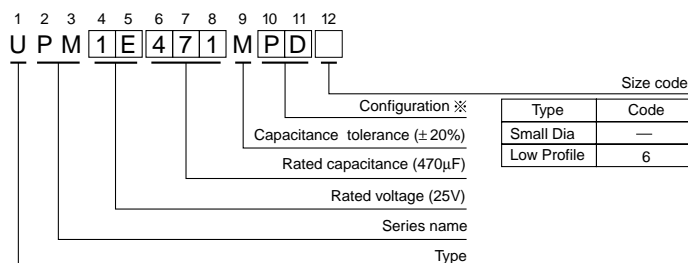 1 2 3 4 5 6 7 8 9 10 11 12
U P M 1 E 4 7 1 M P D
Size code
Configuration ※
Type Code
Capacitance tolerance (±20%)
Small Dia —
Rated capacitance (470μF)
Low Profile 6
Rated voltage (25V)
Series name
Type